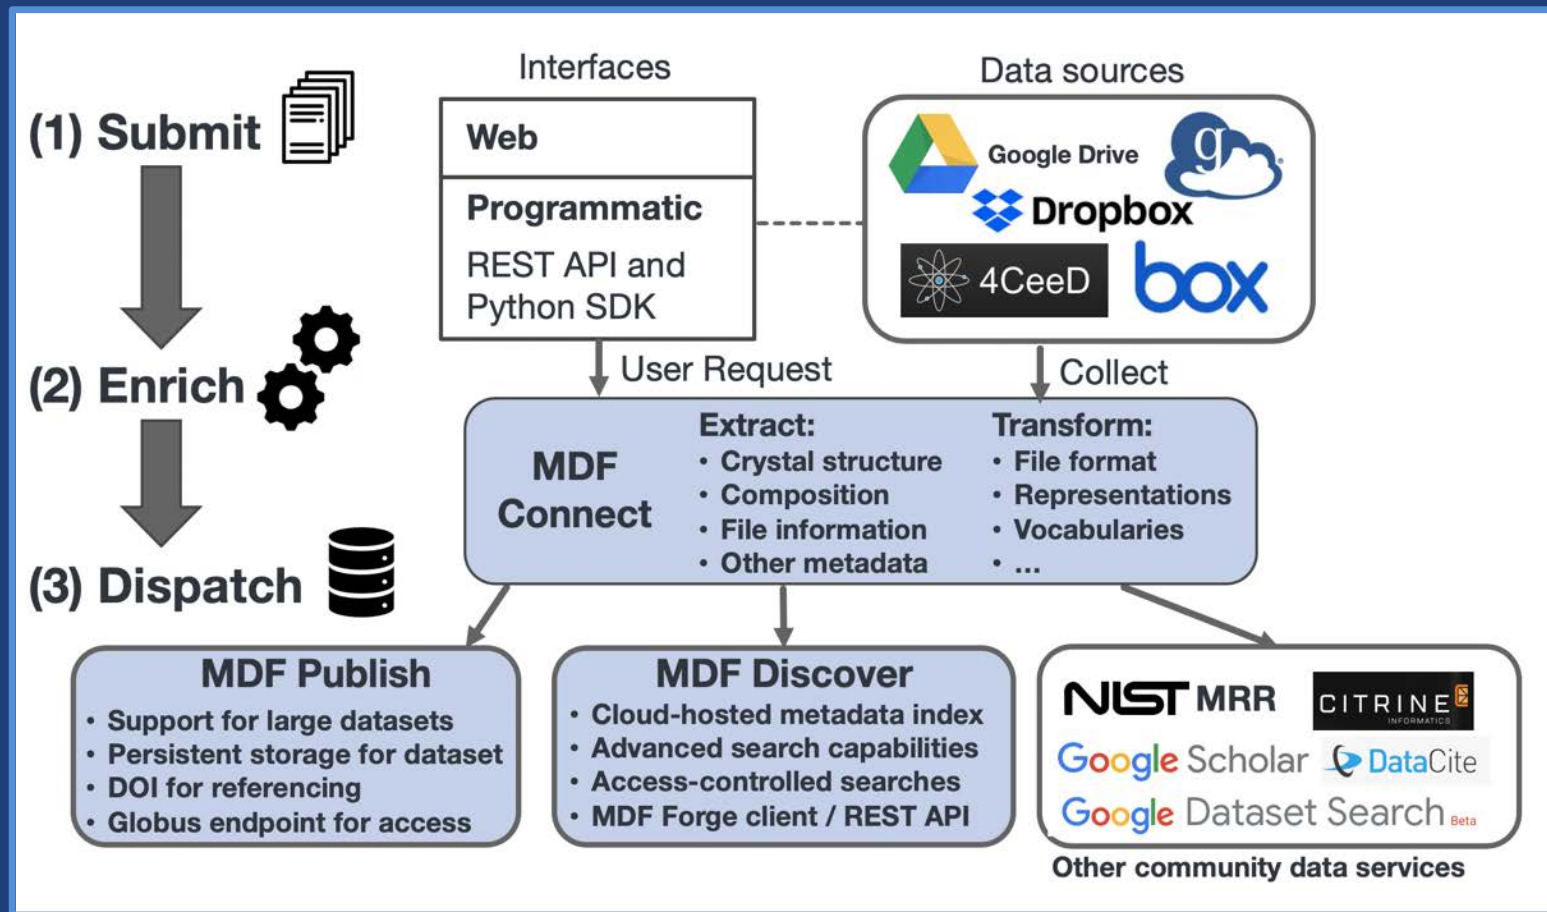 (1) Submit
(2) Enrich
(3) Dispatch
Interfaces
Web
Programmatic
REST API and
Python SDK
Data sources
Google Drive
g
Dropbox
4CeeD
box
User Request
Collect
MDF
Connect
Extract:
• Crystal structure
• Composition
• File information
• Other metadata
Transform:
• File format
• Representations
• Vocabularies
• ...
MDF Publish
• Support for large datasets
• Persistent storage for dataset
• DOI for referencing
• Globus endpoint for access
MDF Discover
• Cloud-hosted metadata index
• Advanced search capabilities
• Access-controlled searches
• MDF Forge client / REST API
NIST MRR
CITRINE
INFORMATICS
Google Scholar
DataCite
Google Dataset Search Beta
Other community data services